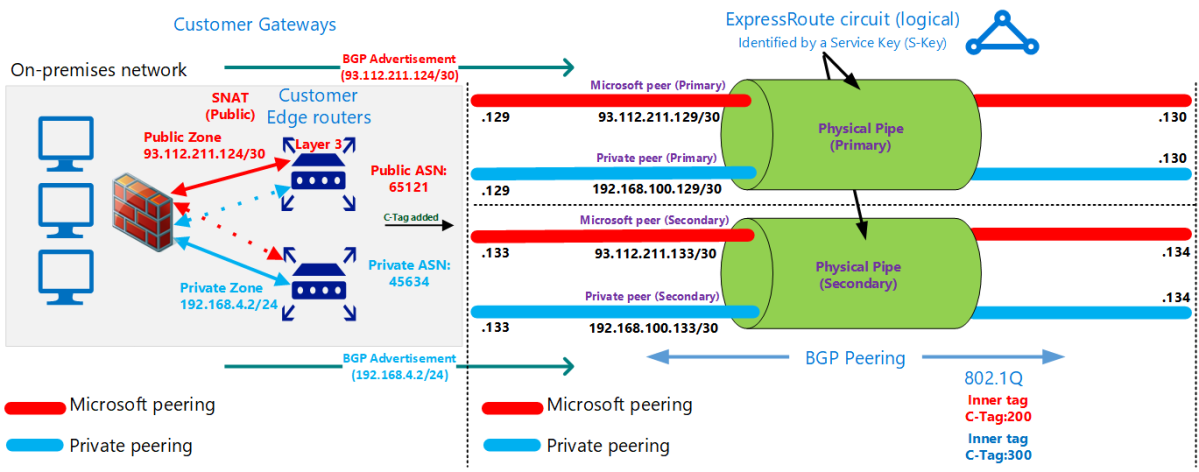 Customer Gateways
ExpressRoute circuit (logical)
Identified by a Service Key (S-Key)
BGP Advertisement
(93.112.211.124/30)
On-premises network
SNAT
(Public)
Customer
Edge routers
Public Zone
93.112.211.124/30
Layer 3
Public ASN:
65121
C-Tag added
Private ASN:
45634
Private Zone
192.168.4.2/24
BGP Advertisement
(192.168.4.2/24)
Microsoft peer (Primary)
.129
93.112.211.129/30
.130
Physical Pipe
(Primary)
Private peer (Primary)
.129
192.168.100.129/30
.130
Microsoft peer (Secondary)
.133
93.112.211.133/30
.134
Physical Pipe
(Secondary)
Private peer (Secondary)
.133
192.168.100.133/30
.134
BGP Peering
802.1Q
Inner tag
C-Tag:200
Inner tag
C-Tag:300
Microsoft peering
Private peering
Microsoft peering
Private peering